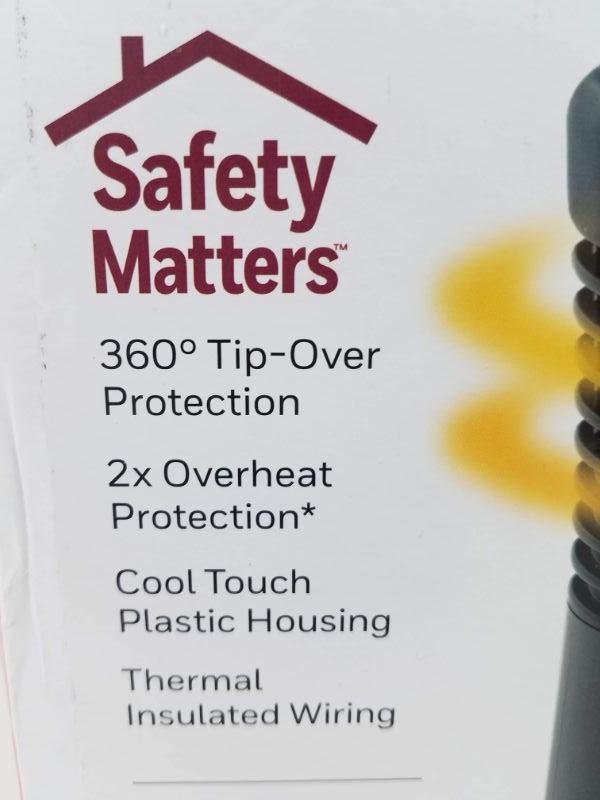 Safety
Matters™
360° Tip-Over
Protection
2x Overheat
Protection*
Cool Touch
Plastic Housing
Thermal
Insulated Wiring